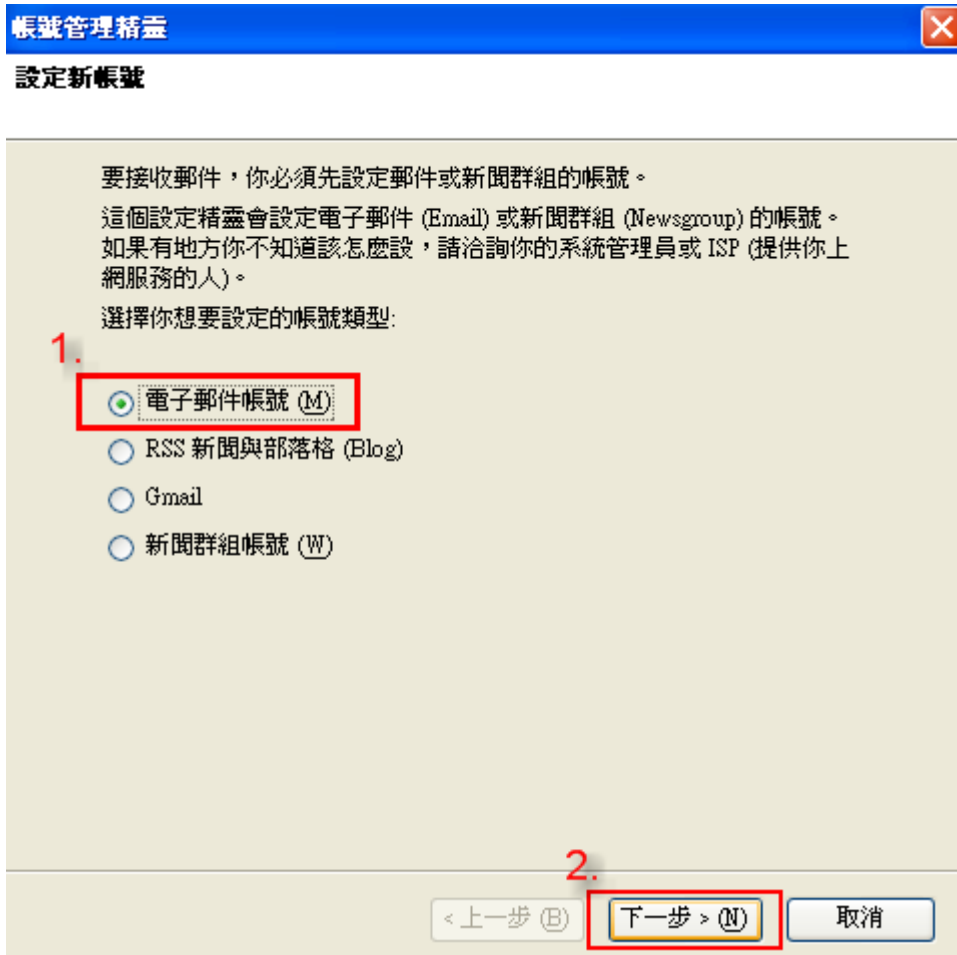 帳號管理精靈
設定新帳號
要接收郵件，你必須先設定郵件或新聞群組的帳號。
這個設定精靈會設定電子郵件 (Email) 或新聞群組 (Newsgroup) 的帳號。
如果有地方你不知道該怎麼設，請洽詢你的系統管理員或 ISP (提供你上
網服務的人)。
選擇你想要設定的帳號類型:
1.
電子郵件帳號 (M)
RSS 新聞與部落格 (Blog)
Gmail
新聞群組帳號 (W)
2.
<上一步 (B)
下一步 > (N)
取消